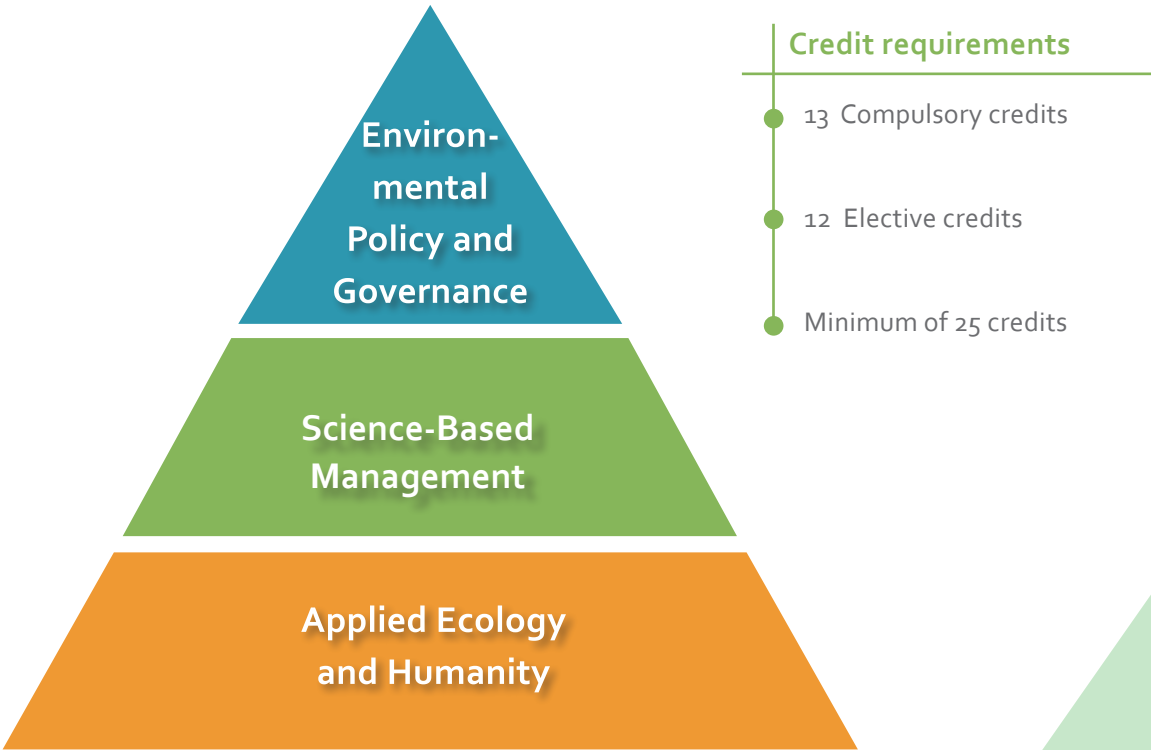 Environ-
mental
Policy and
Governance
Science-Based
Management
Applied Ecology
and Humanity
Credit requirements
13 Compulsory credits
12 Elective credits
Minimum of 25 credits